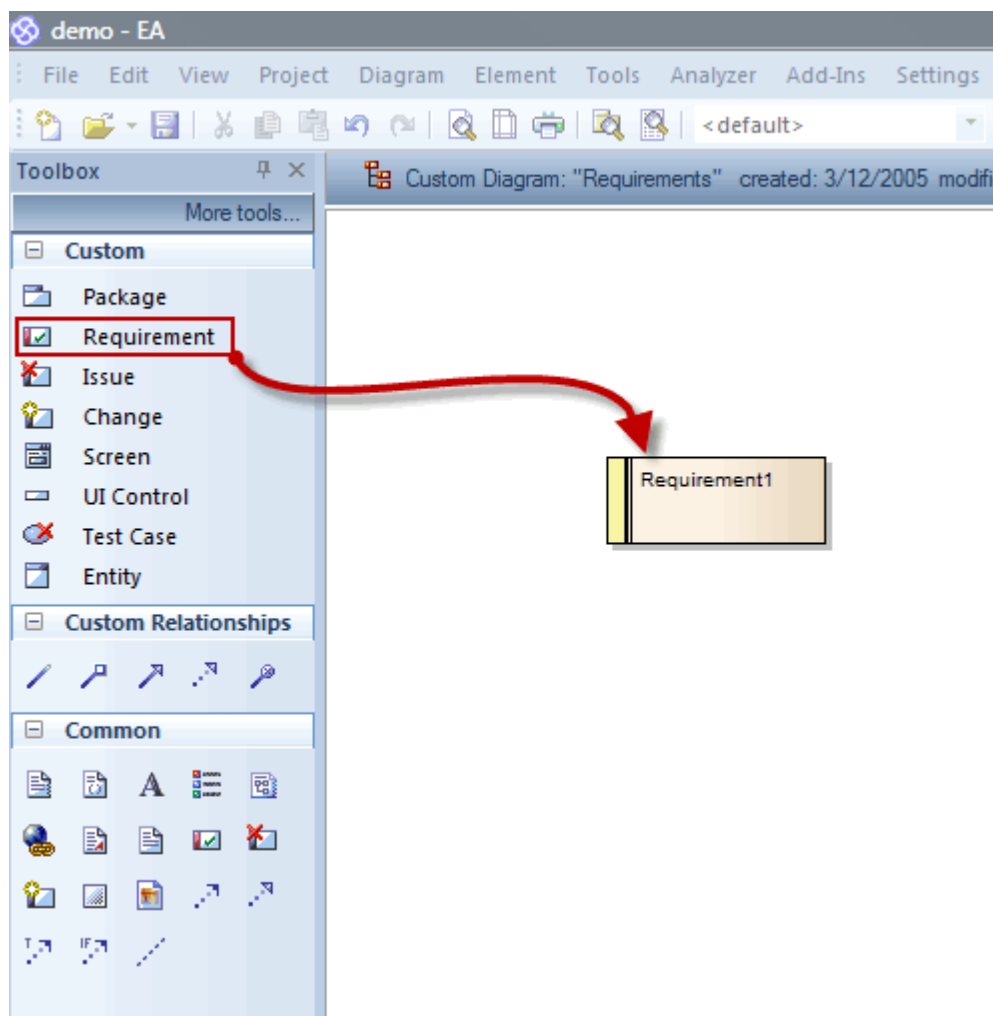 demo - EA
File Edit View Project Diagram Element Tools Analyzer Add-Ins Settings
<default>
Toolbox
Custom Diagram: "Requirements" created: 3/12/2005 modifi
More tools...
Custom
Package
Requirement
Issue
Change
Screen
UI Control
Test Case
Entity
Requirement1
Custom Relationships
Common
A
T
IF